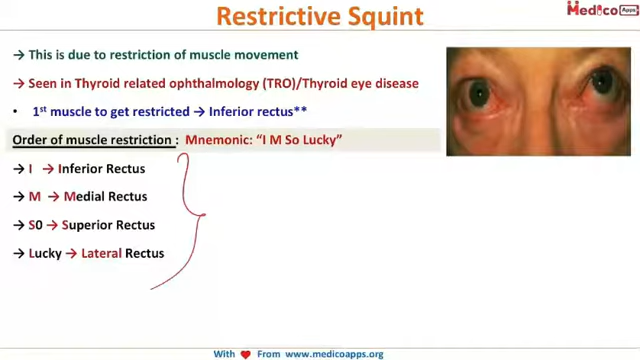 Restrictive Squint
Medico Apps
→ This is due to restriction of muscle movement
→ Seen in Thyroid related ophthalmology (TRO)/Thyroid eye disease
• 1st muscle to get restricted → Inferior rectus**
Order of muscle restriction : Mnemonic: “I M So Lucky”
→ I → Inferior Rectus
→ M → Medial Rectus
→ S0 → Superior Rectus
→ Lucky → Lateral Rectus
With ❤ From www.medicoapps.org